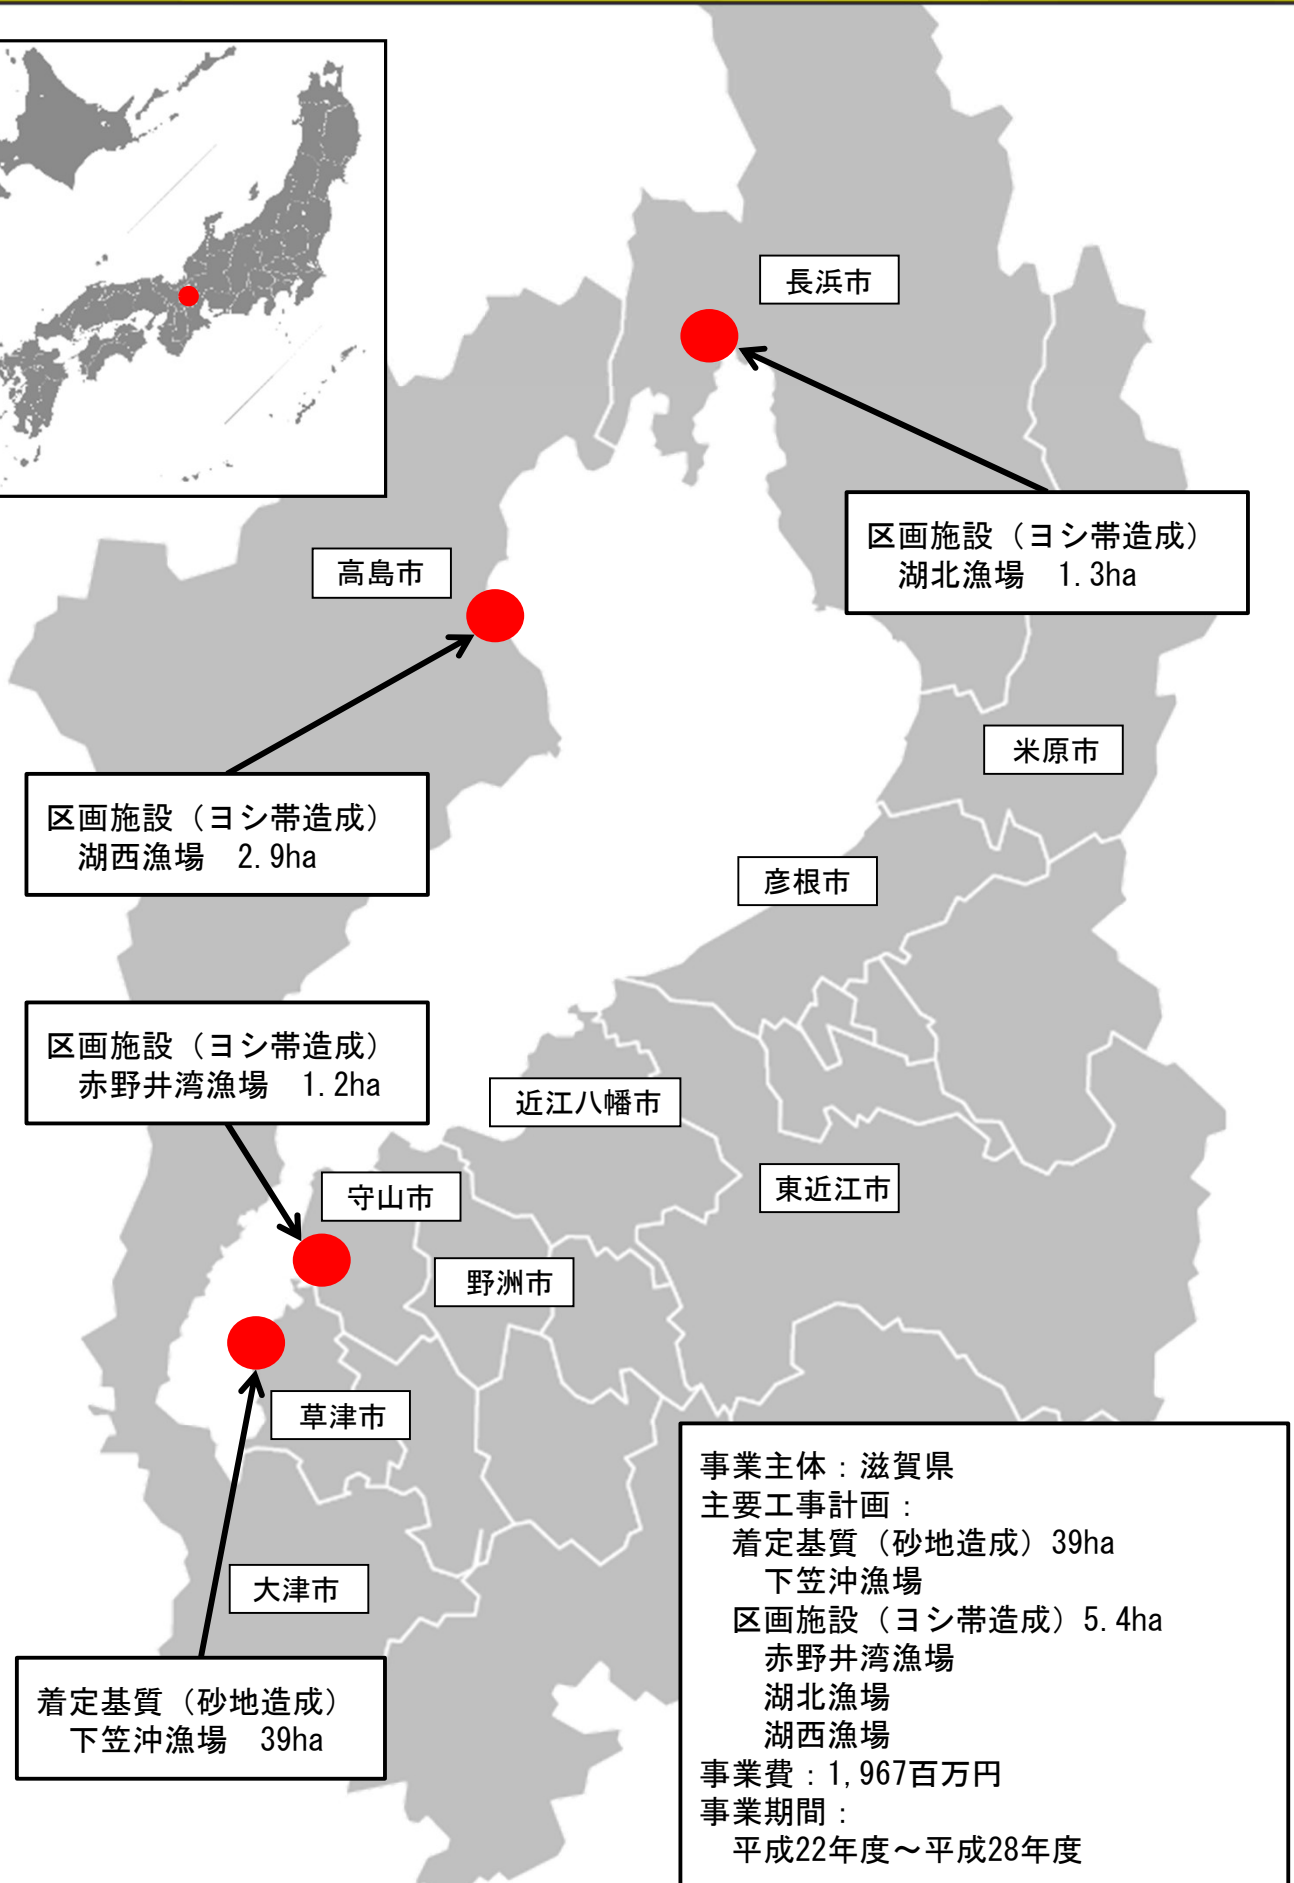 長浜市
区画施設（ヨシ帯造成）
湖北漁場　1.3ha
高島市
米原市
区画施設（ヨシ帯造成）
湖西漁場　2.9ha
彦根市
区画施設（ヨシ帯造成）
赤野井湾漁場　1.2ha
近江八幡市
東近江市
守山市
野洲市
草津市
大津市
着定基質（砂地造成）
下笠沖漁場　39ha
事業主体：滋賀県
主要工事計画：
着定基質（砂地造成）39ha
下笠沖漁場
区画施設（ヨシ帯造成）5.4ha
赤野井湾漁場
湖北漁場
湖西漁場
事業費：1,967百万円
事業期間：
平成22年度～平成28年度